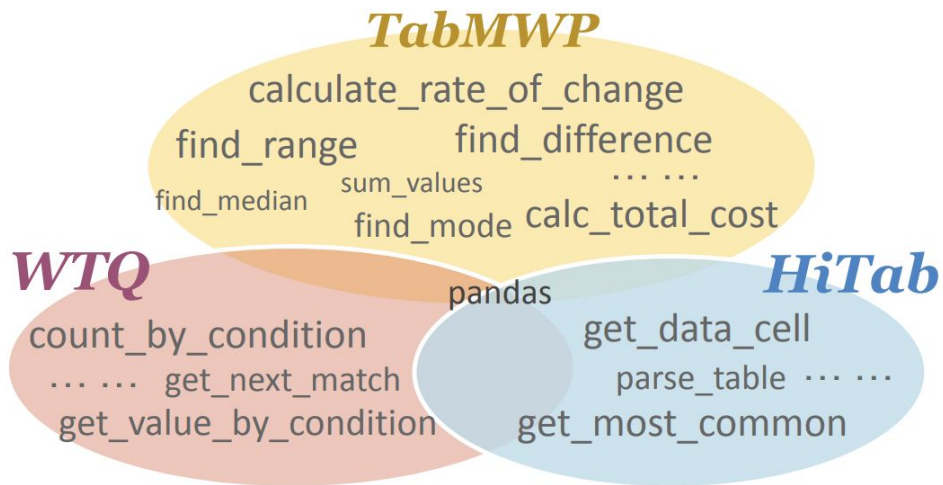 TabMWP
calculate_rate_of_change
find_range find_difference
sum_values ... ...
find_median
find_mode calc_total_cost
WTQ HiTab
pandas
count_by_condition get_data_cell
... ... get_next_match parse_table ... ...
get_value_by_condition get_most_common